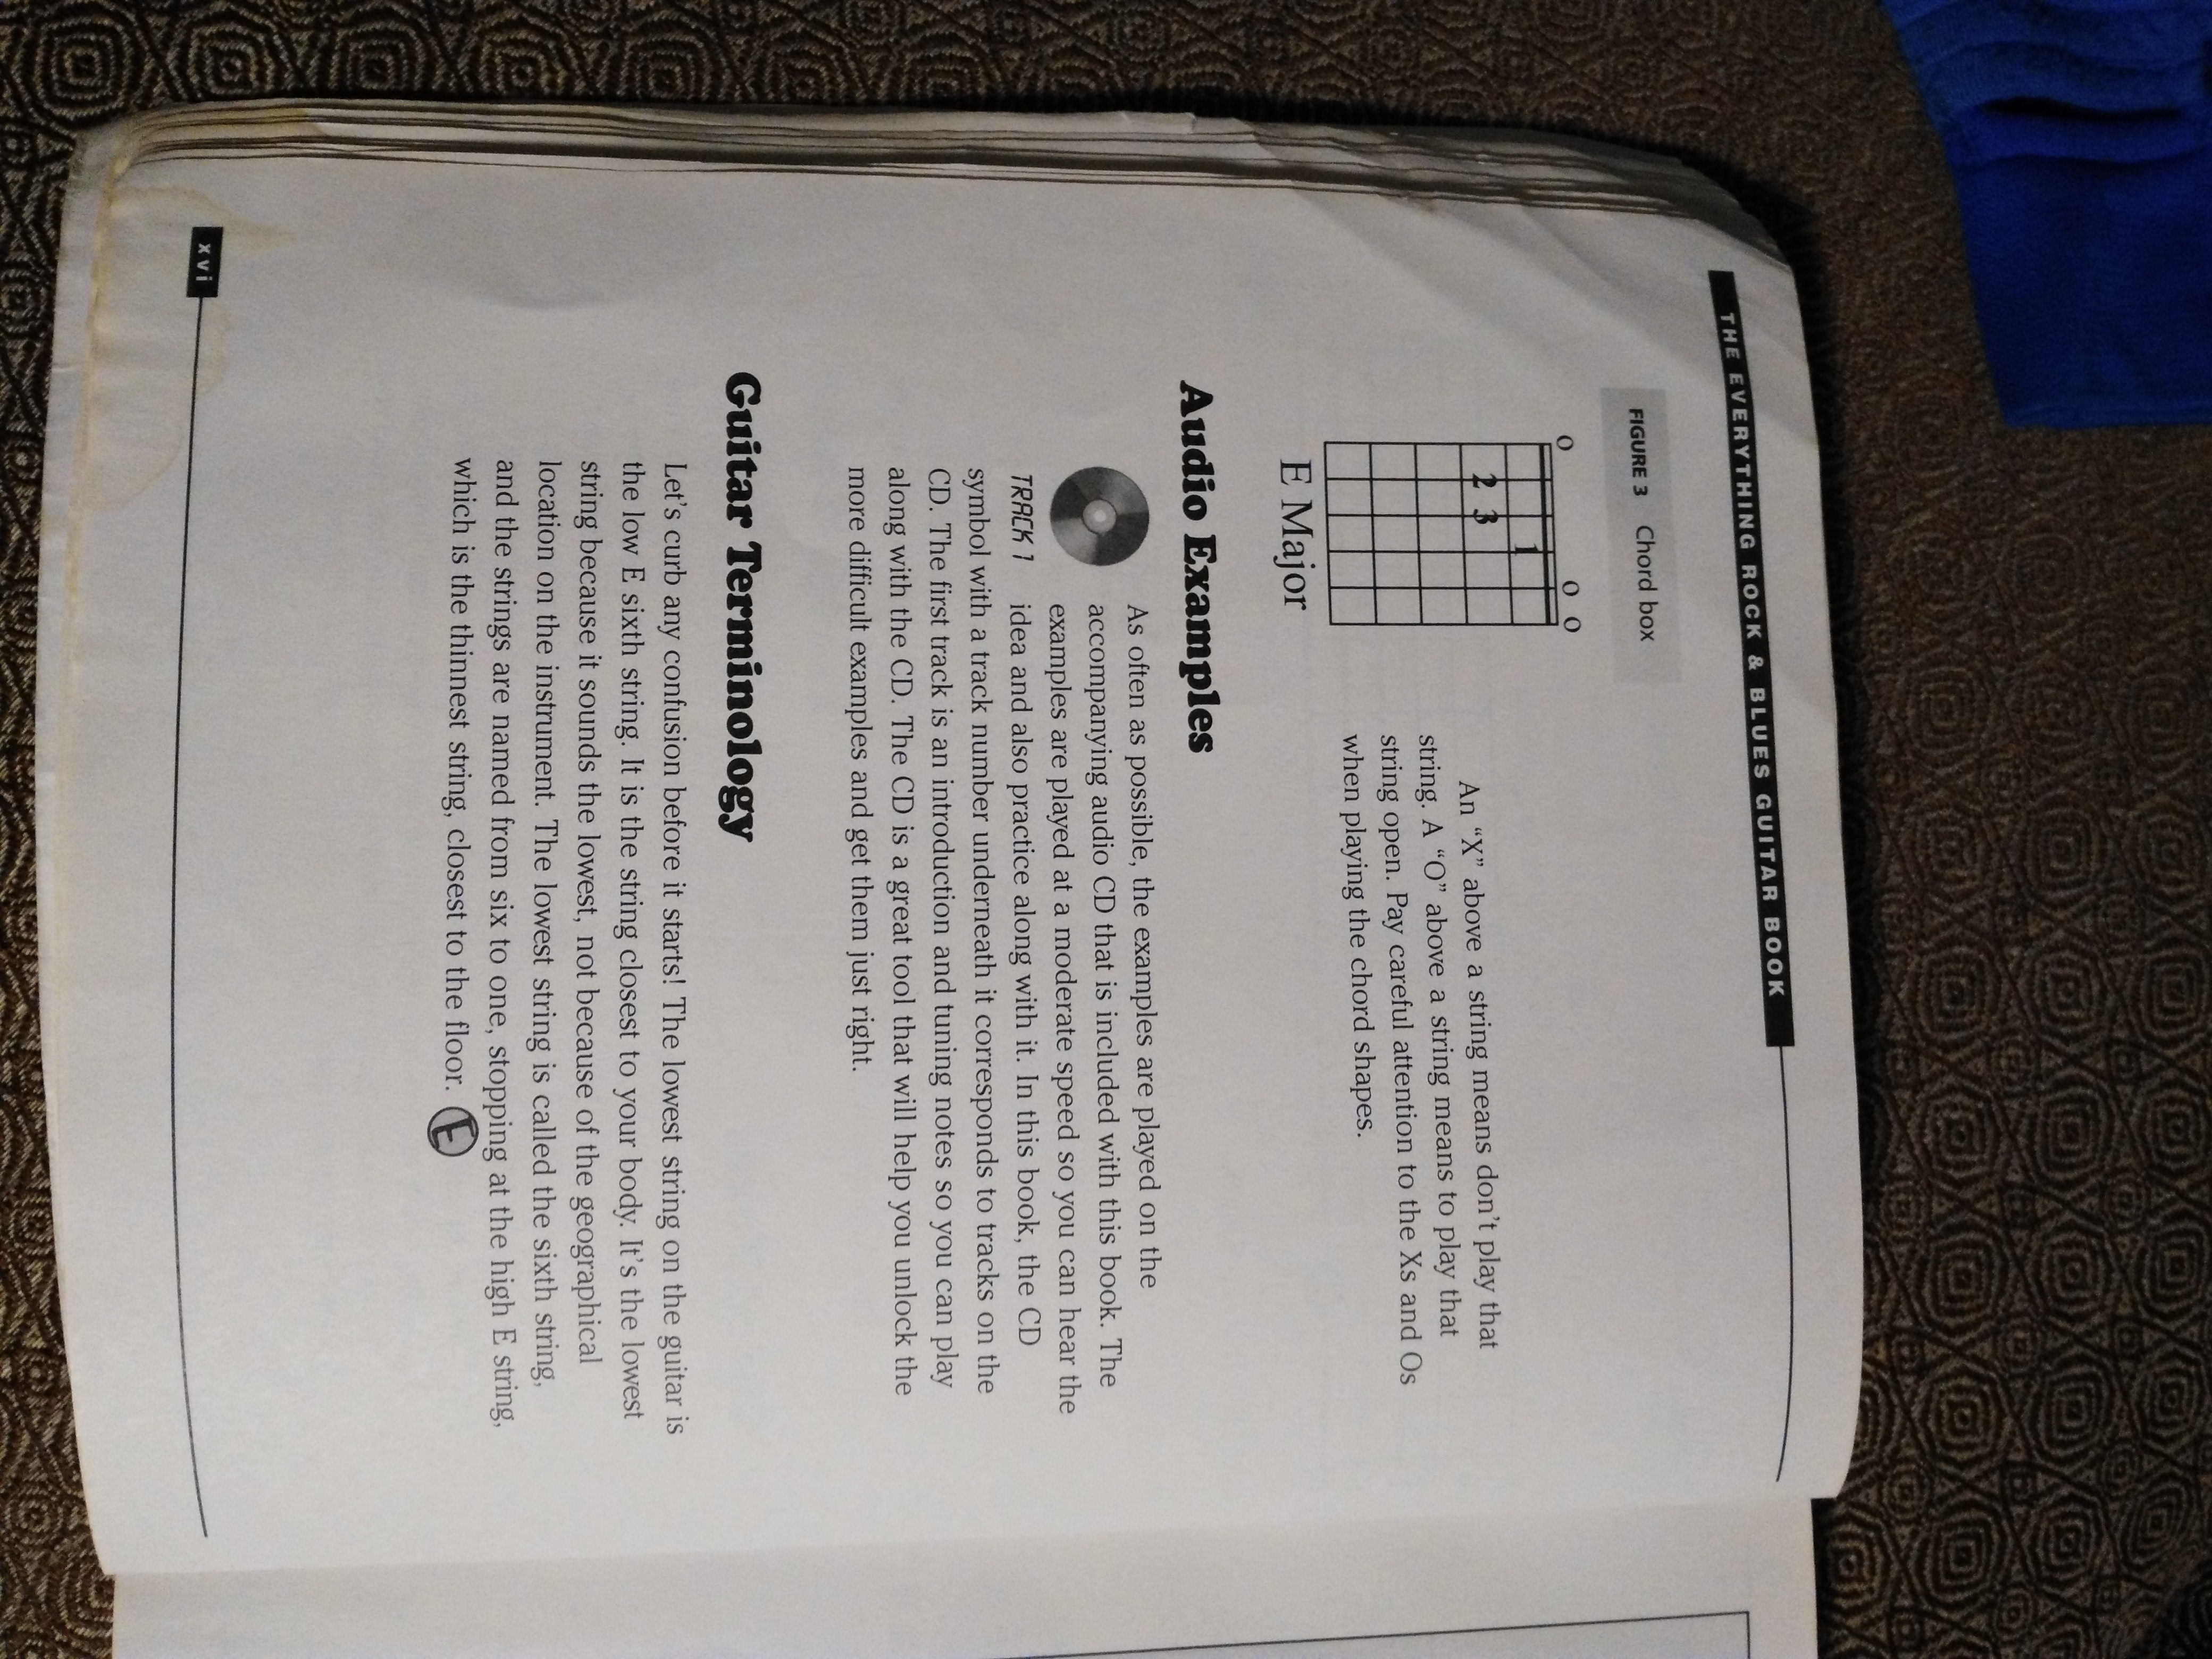 THE EVERYTHING ROCK & BLUES GUITAR BOOK
FIGURE 3 Chord box
O O O
1
2 3
E Major
An “X” above a string means don’t play that
string. A “O” above a string means to play that
string open. Pay careful attention to the Xs and Os
when playing the chord shapes.
Audio Examples
TRACK 1
As often as possible, the examples are played on the
accompanying audio CD that is included with this book. The
examples are played at a moderate speed so you can hear the
idea and also practice along with it. In this book, the CD
symbol with a track number underneath it corresponds to tracks on the
CD. The first track is an introduction and tuning notes so you can play
along with the CD. The CD is a great tool that will help you unlock the
more difficult examples and get them just right.
Guitar Terminology
Let’s curb any confusion before it starts! The lowest string on the guitar is
the low E sixth string. It is the string closest to your body. It’s the lowest
string because it sounds the lowest, not because of the geographical
location on the instrument. The lowest string is called the sixth string,
and the strings are named from six to one, stopping at the high E string,
which is the thinnest string, closest to the floor. E
xvi